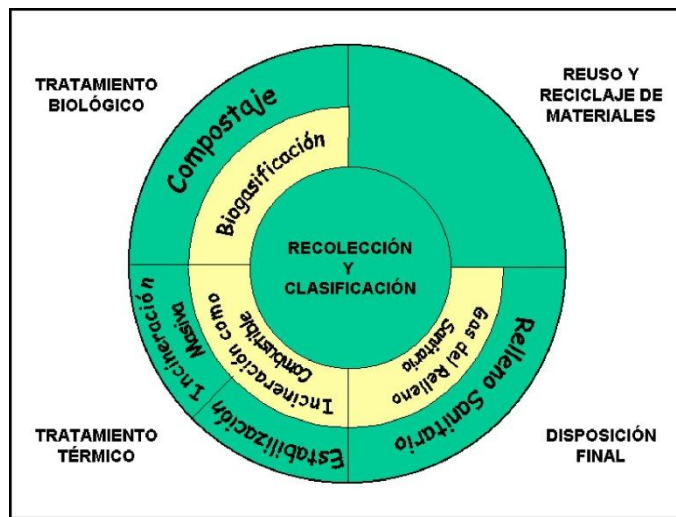 TRATAMIENTO
BIOLÓGICO
REUSO Y
RECICLAJE DE
MATERIALES
Compostaje
Biogasificación
RECOLECCIÓN
Y
CLASIFICACIÓN
Incineración
Masiva
Incineración como
Combustible
Estabilización
Gas del Relleno
Sanitario
Relleno Sanitario
TRATAMIENTO
TÉRMICO
DISPOSICIÓN
FINAL